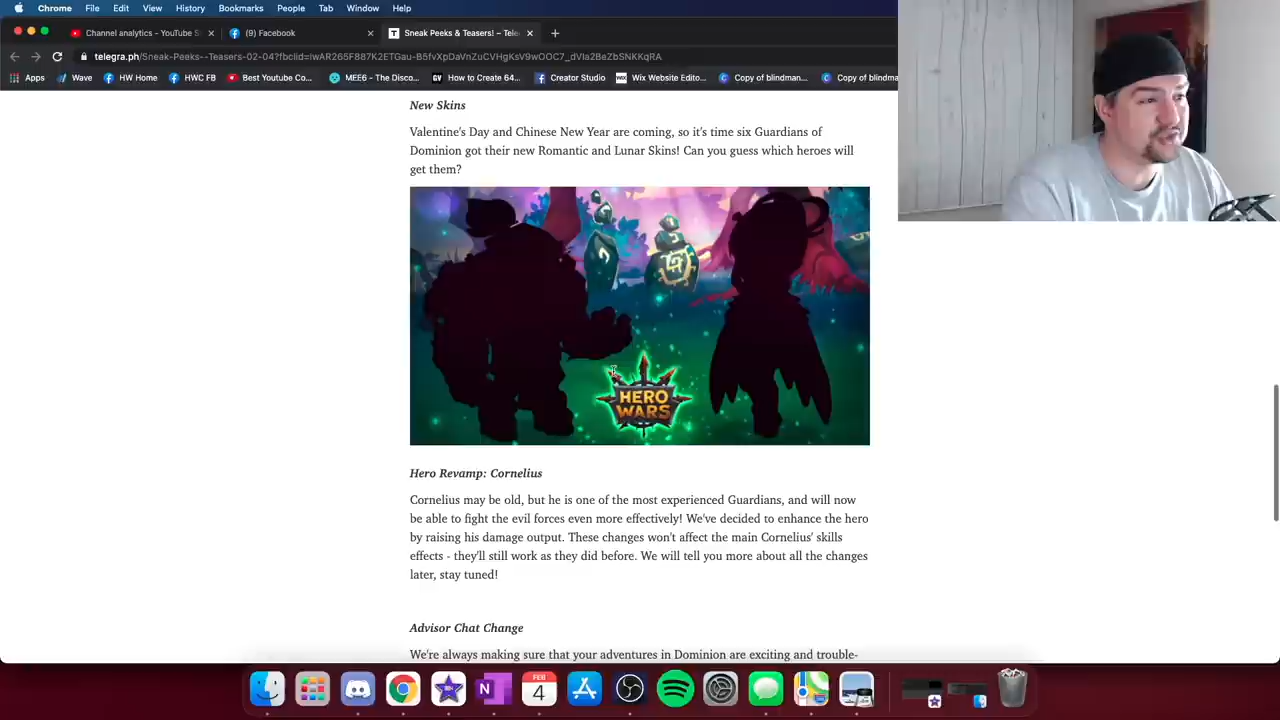 Chrome File Edit View History Bookmarks People Tab Window Help
Channel analytics - YouTube S
(9) Facebook
Sneak Peeks & Teasers! – Tele
telegra.ph/Sneak-Peeks--Teasers-02-04?fbclid=
Apps Wave HW Home HWC FB Best Youtube Co... MEE6 - The Disco... How to Create 64... Creator Studio Wix Website Edito... Copy of blindman... Copy of blindma
New Skins
Valentine's Day and Chinese New Year are coming, so it's time six Guardians of
Dominion got their new Romantic and Lunar Skins! Can you guess which heroes will
get them?
HERO
WARS
Hero Revamp: Cornelius
Cornelius may be old, but he is one of the most experienced Guardians, and will now
be able to fight the evil forces even more effectively! We've decided to enhance the hero
by raising his damage output. These changes won't affect the main Cornelius' skills
effects - they'll still work as they did before. We will tell you more about all the changes
later, stay tuned!
Advisor Chat Change
We're always making sure that your adventures in Dominion are exciting and trouble-
FEB
4